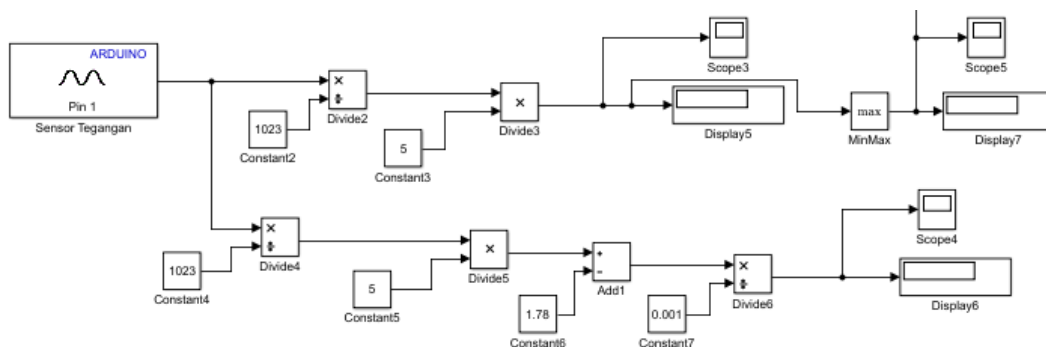 ARDUINO
Pin 1
Sensor Tegangan
1023
Constant2
×
÷
Divide2
5
Constant3
×
Divide3
Scope3
Display5
max
MinMax
Scope5
Display7
1023
Constant4
×
÷
Divide4
5
Constant5
×
Divide5
1.78
Constant6
+
−
Add1
0.001
Constant7
×
÷
Divide6
Scope4
Display6